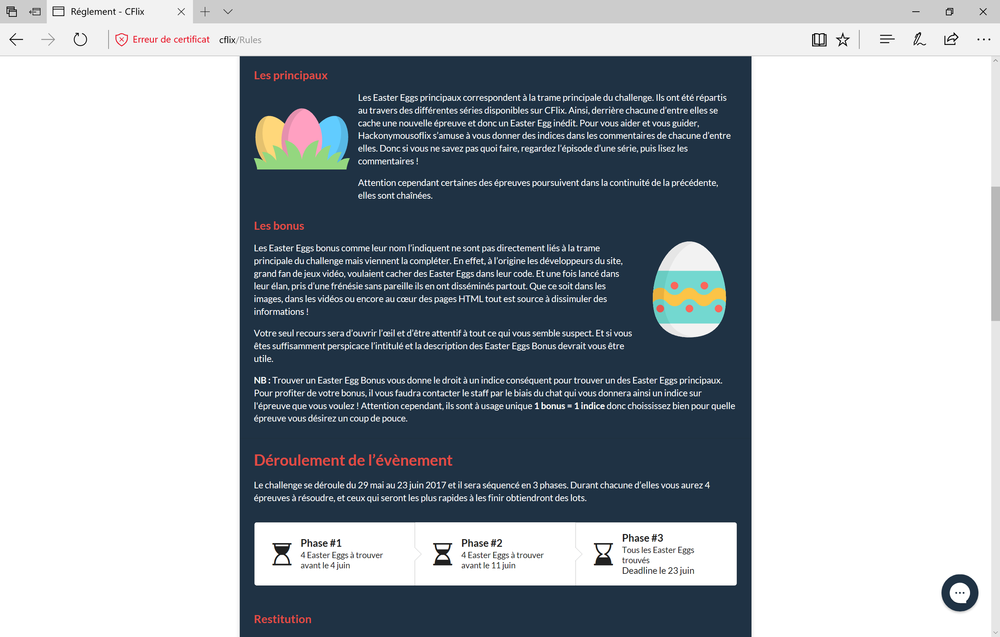 Réglement - CFlix
Erreur de certificat cflix/Rules
Les principaux
Les Easter Eggs principaux correspondent à la trame principale du challenge. Ils ont été répartis
au travers des différentes séries disponibles sur CFlix. Ainsi, derrière chacune d’entre elles se
cache une nouvelle épreuve et donc un Easter Egg inédit. Pour vous aider et vous guider,
Hackonymousoflix s’amuse à vous donner des indices dans les commentaires de chacune d’entre
elles. Donc si vous ne savez pas quoi faire, regardez l’épisode d’une série, puis lisez les
commentaires !
Attention cependant certaines des épreuves poursuivent dans la continuité de la précédente,
elles sont chaînées.
Les bonus
Les Easter Eggs bonus comme leur nom l’indiquent ne sont pas directement liés à la trame
principale du challenge mais viennent la compléter. En effet, à l’origine les développeurs du site,
grand fan de jeux vidéo, voulaient cacher des Easter Eggs dans leur code. Et une fois lancé dans
leur élan, pris d’une frénésie sans pareille ils en ont disséminés partout. Que ce soit dans les
images, dans les vidéos ou encore au cœur des pages HTML tout est source à dissimuler des
informations !
Votre seul recours sera d’ouvrir l’œil et d’être attentif à tout ce qui vous semble suspect. Et si vous
êtes suffisamment perspicace l’intitulé et la description des Easter Eggs Bonus devrait vous être
utile.
NB : Trouver un Easter Egg Bonus vous donne le droit à un indice conséquent pour trouver un des Easter Eggs principaux.
Pour profiter de votre bonus, il vous faudra contacter le staff par le biais du chat qui vous donnera ainsi un indice sur
l'épreuve que vous voulez ! Attention cependant, ils sont à usage unique 1 bonus = 1 indice donc choississez bien pour quelle
épreuve vous désirez un coup de pouce.
Déroulement de l’évènement
Le challenge se déroule du 29 mai au 23 juin 2017 et il sera séquencé en 3 phases. Durant chacune d’elles vous aurez 4
épreuves à résoudre, et ceux qui seront les plus rapides à les finir obtiendront des lots.
Phase #1
4 Easter Eggs à trouver
avant le 4 juin
Phase #2
4 Easter Eggs à trouver
avant le 11 juin
Phase #3
Tous les Easter Eggs
trouvés
Deadline le 23 juin
Restitution